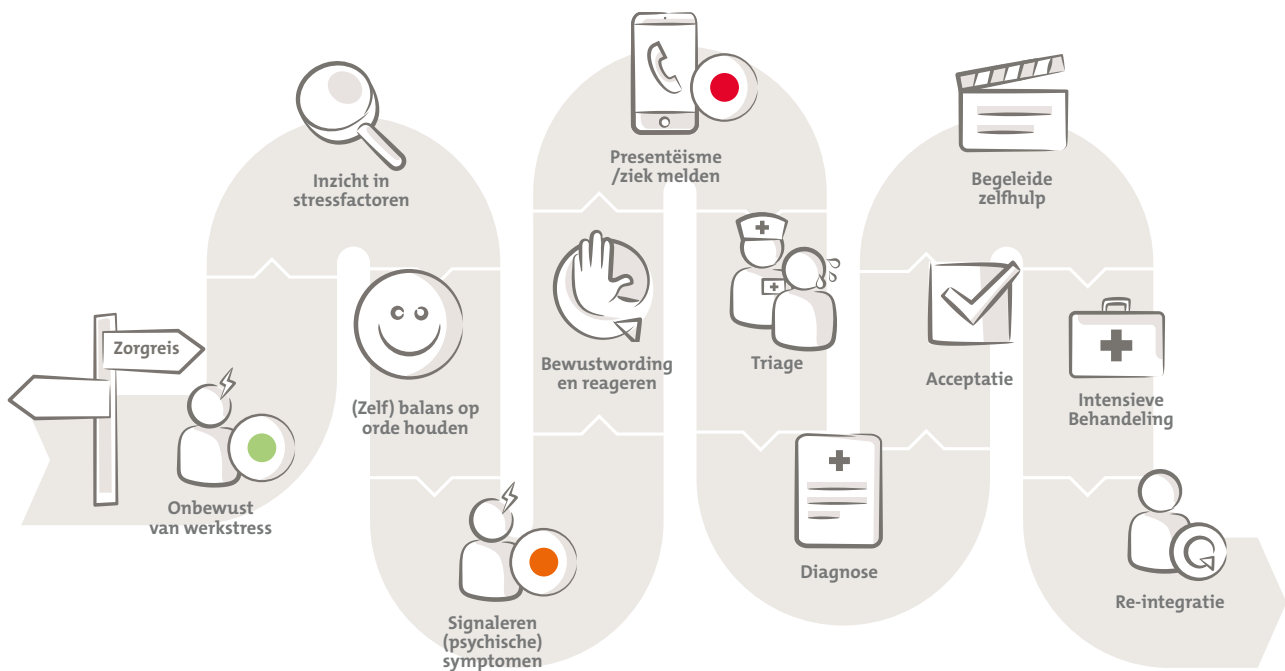 Zorgreis
Onbewust
van werkstress
Inzicht in
stressfactoren
(Zelf) balans op
orde houden
Signaleren
(psychische)
symptomen
Bewustwording
en reageren
Presentëisme
/ziek melden
Triage
Diagnose
Acceptatie
Begeleide
zelfhulp
Intensieve
Behandeling
Re-integratie